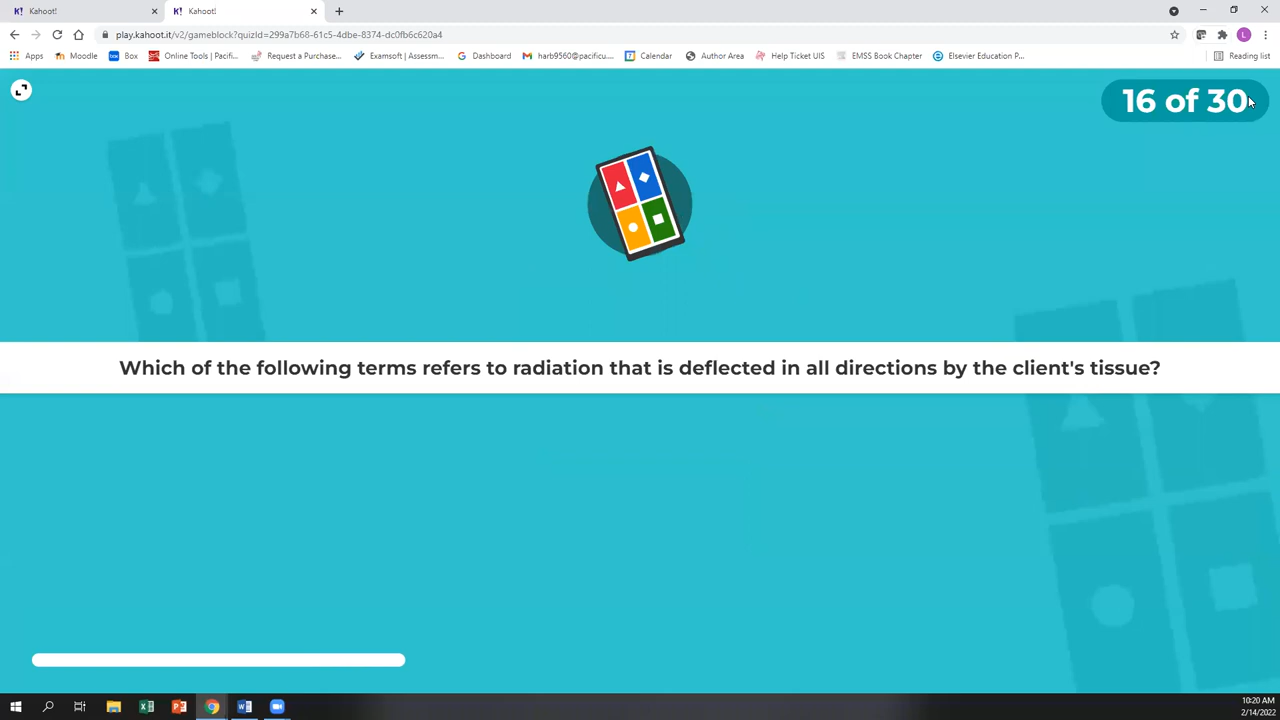 Kahoot!
Kahoot!
play.kahoot.it/v2/gameblock?quizId=299a7b68-61c5-4dbe-8374-dc0fb6c620a4
Apps Moodle Box Online Tools | Pacifi... Request a Purchase... Examsoft | Assessm... Dashboard harb9560@pacificu.... Calendar Author Area Help Ticket UIS EMSS Book Chapter Elsevier Education P... Reading list
16 of 30
Which of the following terms refers to radiation that is deflected in all directions by the client's tissue?
10:20 AM
2/14/2022